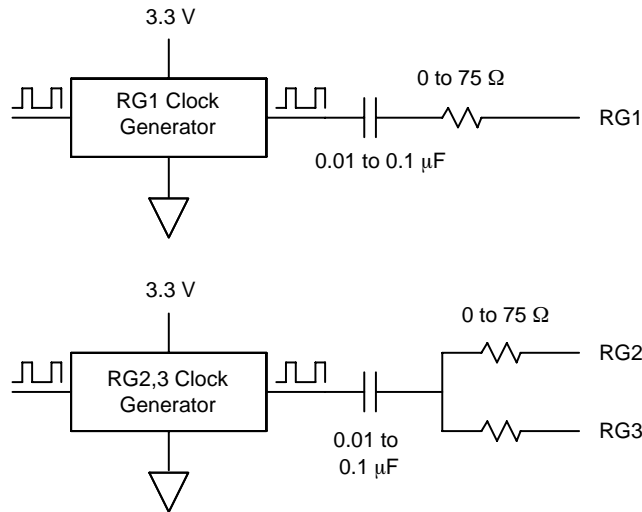 3.3 V
0 to 75 Ω
RG1 Clock
Generator
RG1
0.01 to 0.1 μF
3.3 V
0 to 75 Ω
RG2
RG2,3 Clock
Generator
RG3
0.01 to
0.1 μF